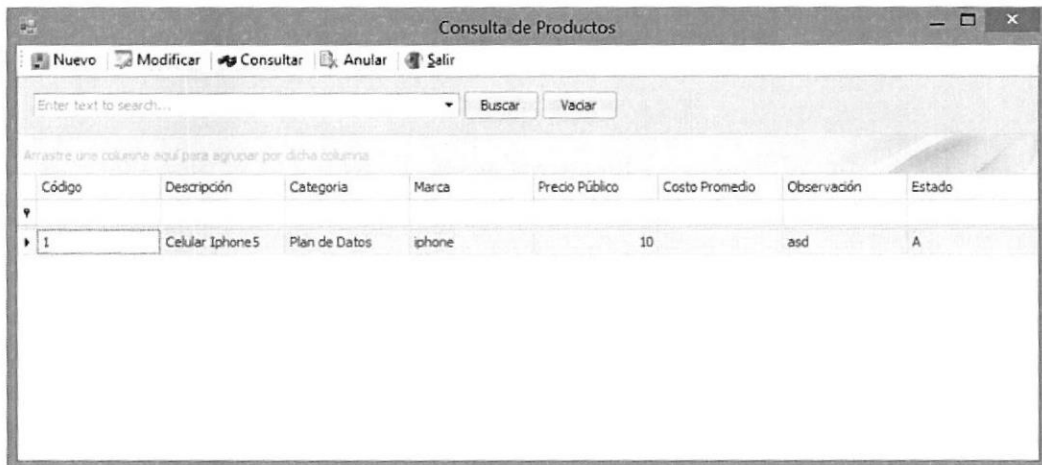 Consulta de Productos
Nuevo Modificar Consultar Anular Salir
Enter text to search... Buscar Vaciar
Arrastre una columna aquí para agrupar por dicha columna
Código Descripción Categoria Marca Precio Público Costo Promedio Observación Estado
1 Celular Iphone5 Plan de Datos iphone 10 asd A